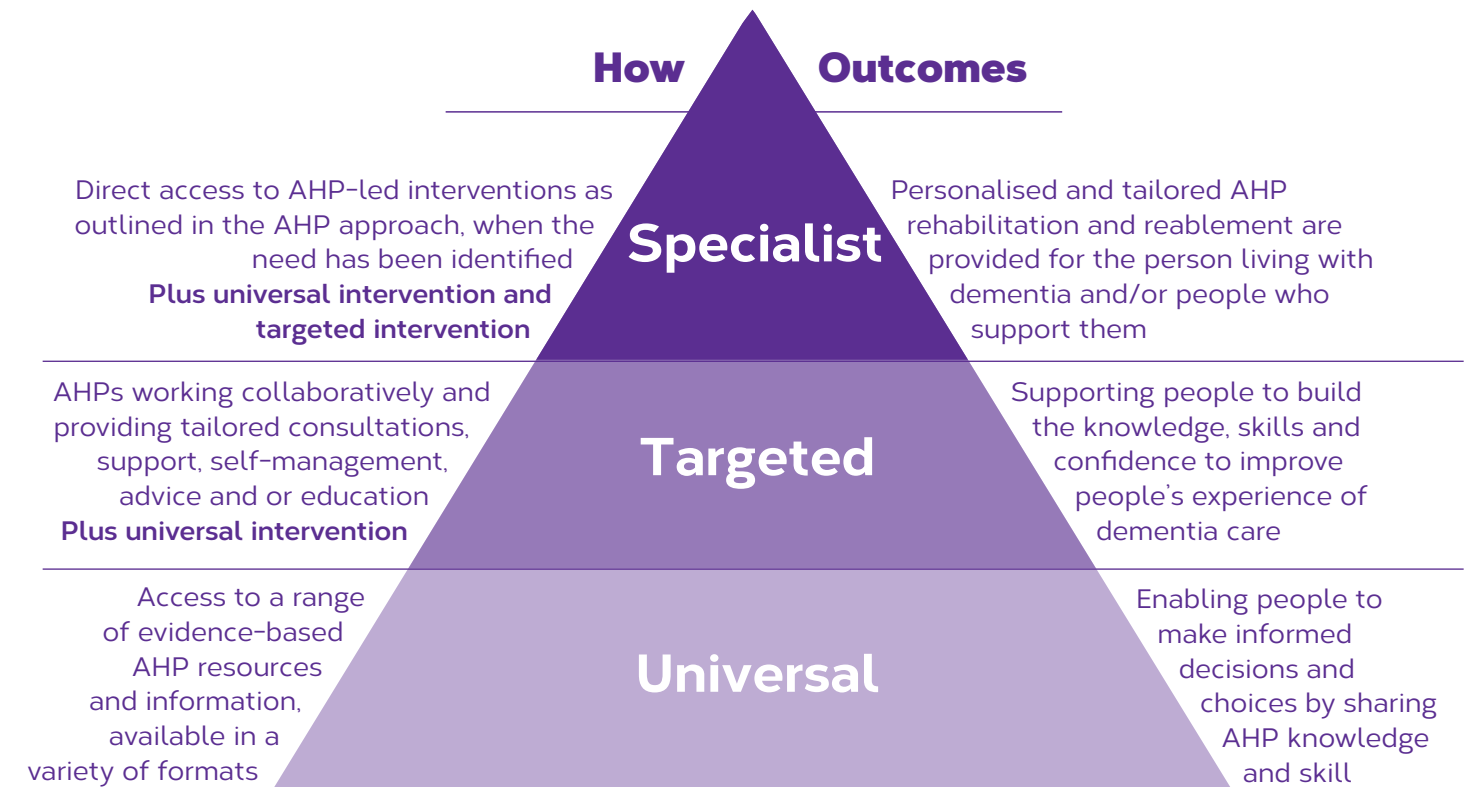 How
Outcomes
Direct access to AHP-led interventions as
outlined in the AHP approach, when the
need has been identified
Plus universal intervention and
targeted intervention
Specialist
Personalised and tailored AHP
rehabilitation and reablement are
provided for the person living with
dementia and/or people who
support them
AHPs working collaboratively and
providing tailored consultations,
support, self-management,
advice and or education
Plus universal intervention
Targeted
Supporting people to build
the knowledge, skills and
confidence to improve
people's experience of
dementia care
Access to a range
of evidence-based
AHP resources
and information,
available in a
variety of formats
Universal
Enabling people to
make informed
decisions and
choices by sharing
AHP knowledge
and skill